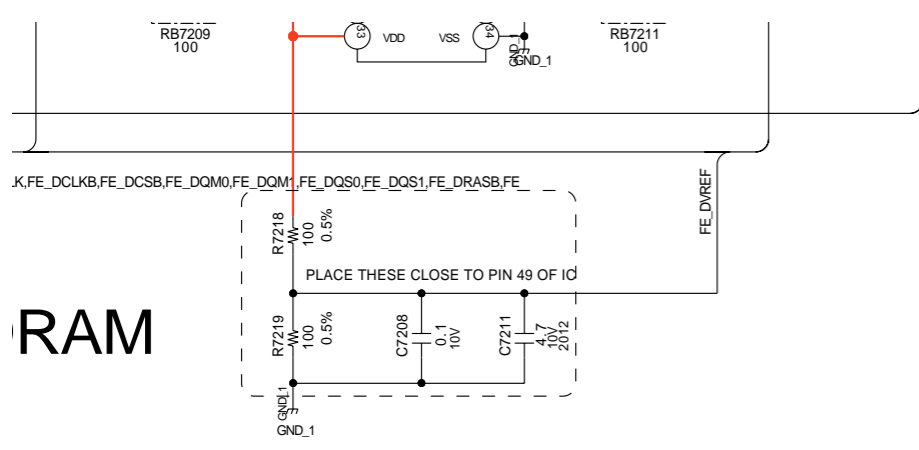 RB7209
100
33
VDD
VSS
34
GND_1
GND_1
RB7211
100
LK,FE_DCLKB,FE_DCSB,FE_DQM0,FE_DQM1,FE_DQS0,FE_DQS1,FE_DRASB,FE
FE_DVREF
R7218
100
0.5%
PLACE THESE CLOSE TO PIN 49 OF IC
RAM
R7219
100
0.5%
C7208
0.1
10V
C7211
4.7
10V
2012
GND_1
GND_1